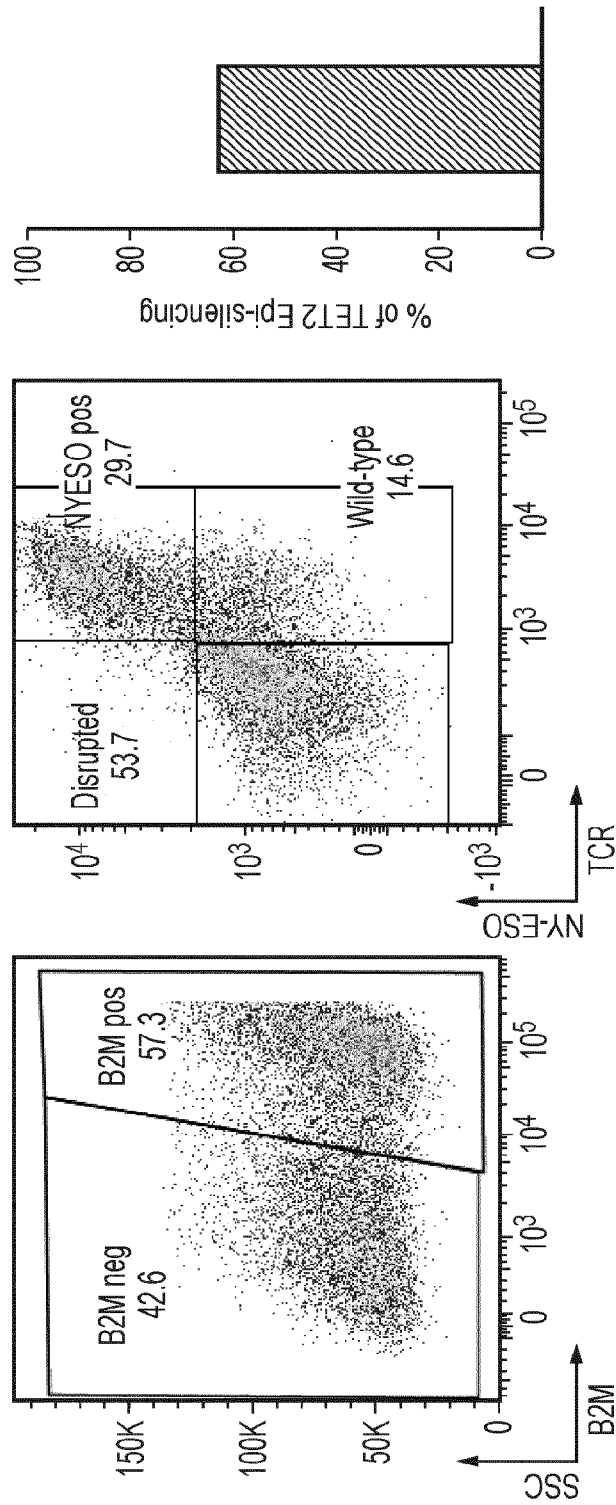 B2M neg
42.6
B2M pos
57.3
150K
100K
50K
0
0
10³
10⁴
10⁵
SSC
B2M
Disrupted
53.7
NYESO pos
29.7
Wild-type
14.6
10⁴
10³
0
-10³
0
10³
10⁴
10⁵
NY-ESO
TCR
% of TET2 Epi-silencing
100
80
60
40
20
0